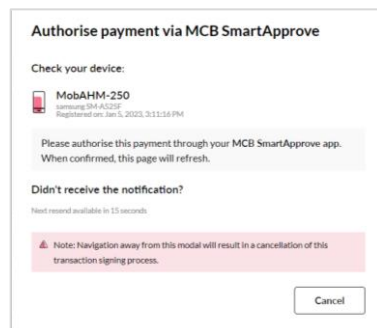 Authorise payment via MCB SmartApprove
Check your device:
MobAHM-250
samsung SM-A525F
Registered on: Jan 5, 2023, 3:11:16 PM
Please authorise this payment through your MCB SmartApprove app.
When confirmed, this page will refresh.
Didn't receive the notification?
Next resend available in 15 seconds
Note: Navigation away from this modal will result in a cancellation of this
transaction signing process.
Cancel